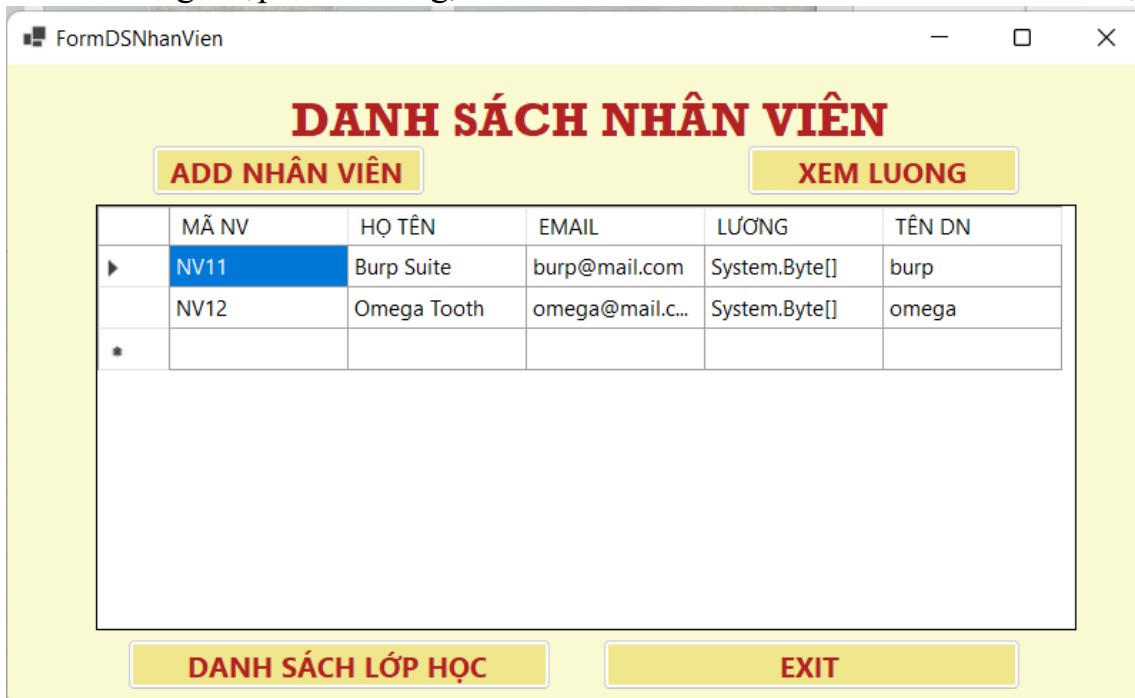 FormDSNhanVien
DANH SÁCH NHÂN VIÊN
ADD NHÂN VIÊN XEM LUONG
MÃ NV HỌ TÊN EMAIL LƯƠNG TÊN DN
NV11 Burp Suite burp@mail.com System.Byte[] burp
NV12 Omega Tooth omega@mail.c... System.Byte[] omega
DANH SÁCH LỚP HỌC EXIT